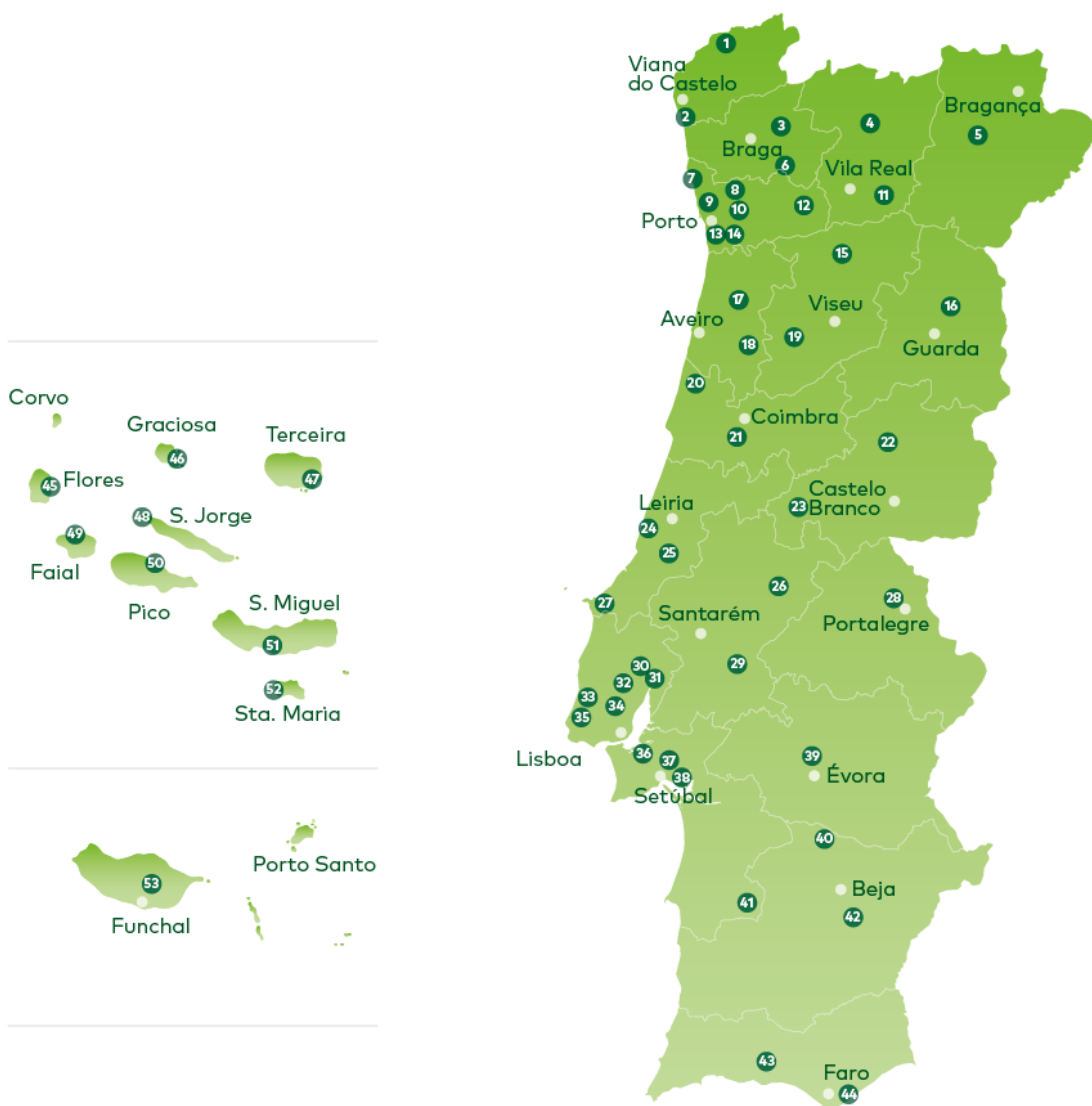 1
Viana
do Castelo
2
3
Braga
4
Bragança
5
6
7
Vila Real
8
9
10
11
12
Porto
13
14
15
16
17
Aveiro
Viseu
18
19
Guarda
20
Coimbra
21
22
Castelo
Branco
23
Leiria
24
25
26
27
28
Santarém
Portalegre
29
30
31
32
33
34
35
Lisboa
36
37
38
Setúbal
39
Évora
40
Beja
41
42
43
Faro
44
Corvo
Graciosa
Terceira
46
47
45
Flores
48
S. Jorge
49
Faial
50
Pico
S. Miguel
51
52
Sta. Maria
Porto Santo
53
Funchal